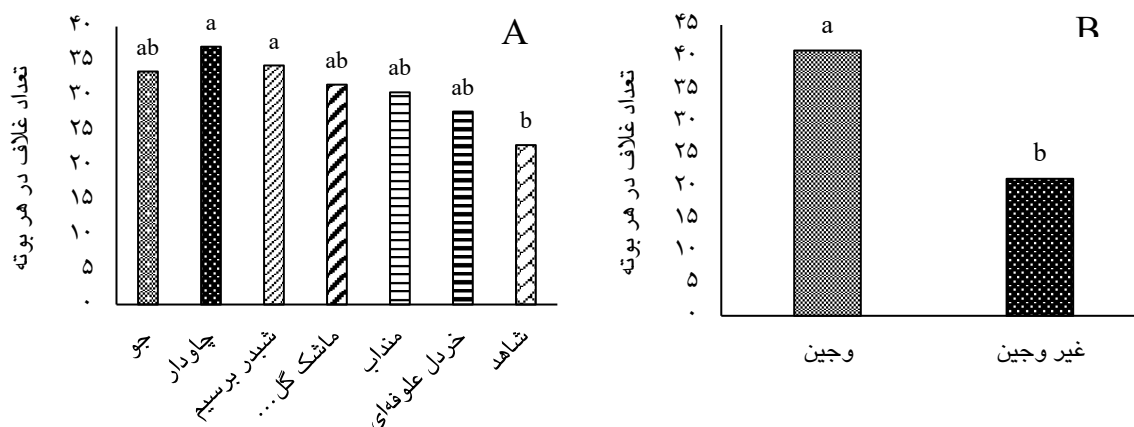 A
تعداد غلاف در هر بوته
۴۰
۳۵
۳۰
۲۵
۲۰
۱۵
۱۰
۵
۰
ab
a
a
ab
ab
ab
b
جو
چاودار
شبدر برسیم
ماشک گل...
منداب
خردل علوفه‌ای
شاهد
B
تعداد غلاف در هر بوته
۴۵
۴۰
۳۵
۳۰
۲۵
۲۰
۱۵
۱۰
۵
۰
a
b
وجین
غیر وجین